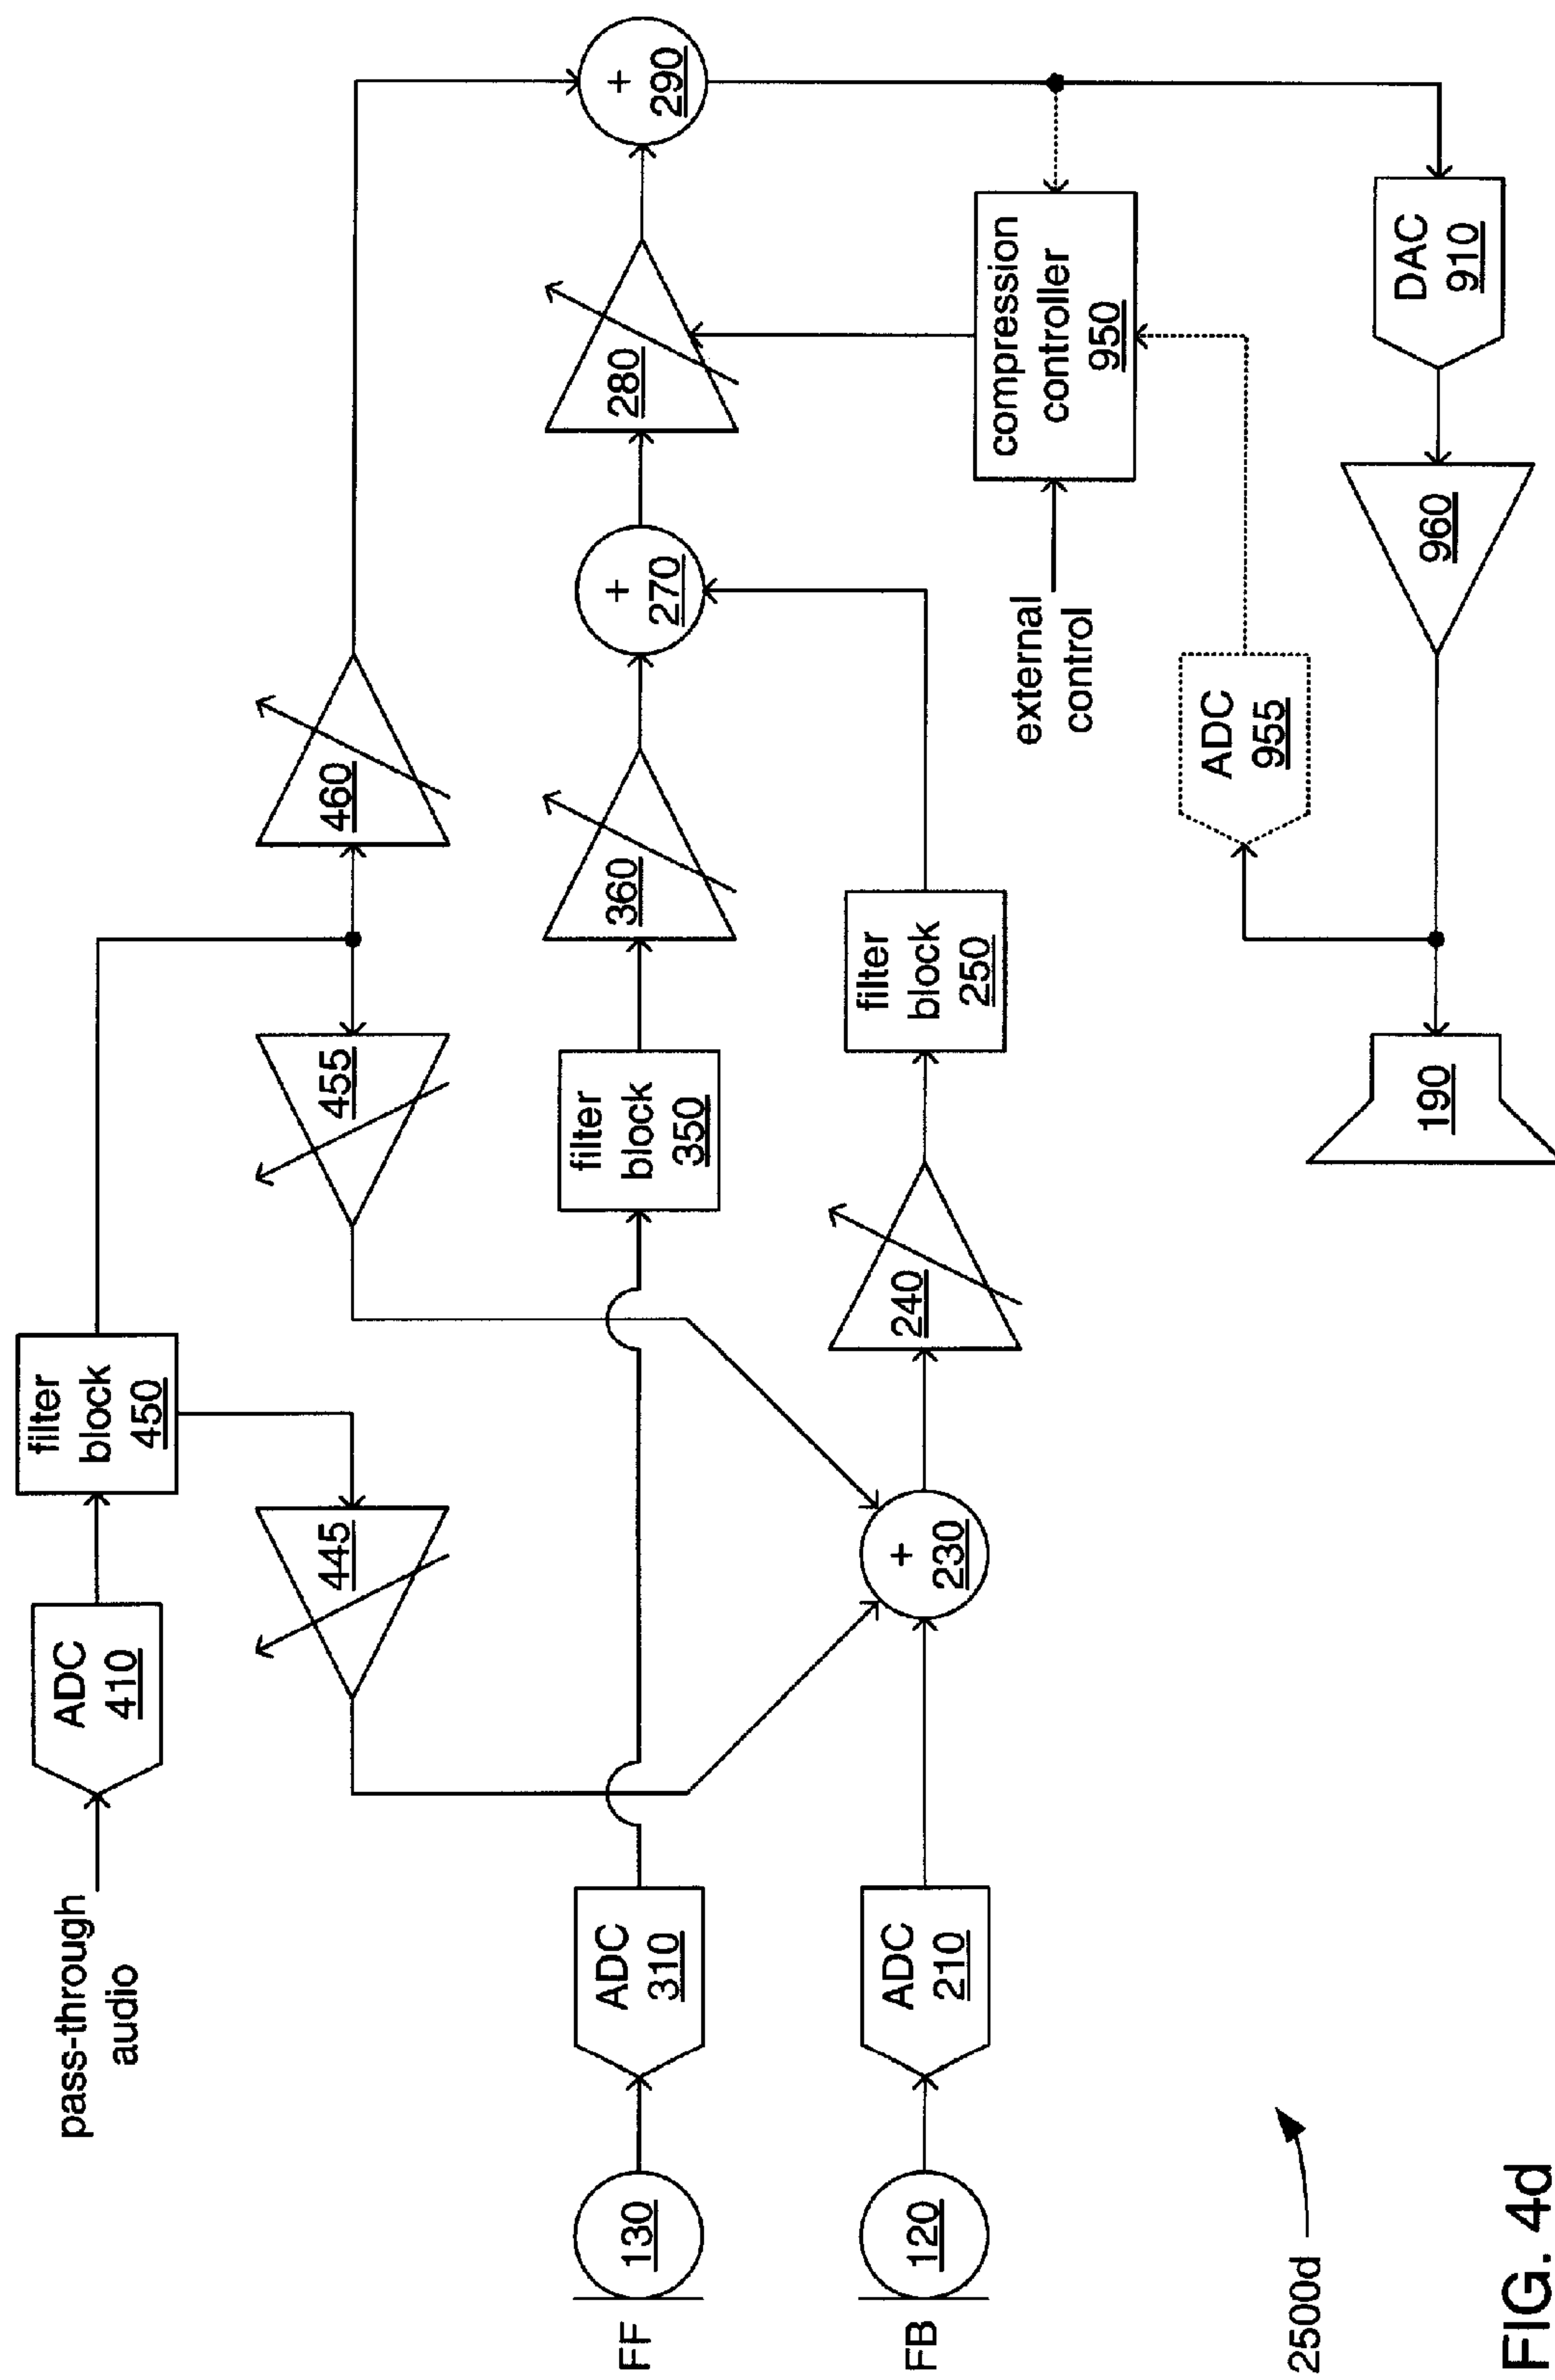 pass-through
audio
ADC
410
filter
block
450
445
455
460
FF
130
ADC
310
filter
block
350
360
+
270
280
+
290
FB
120
ADC
210
+
230
240
filter
block
250
external
control
compression
controller
950
ADC
955
190
960
DAC
910
2500d
FIG. 4d